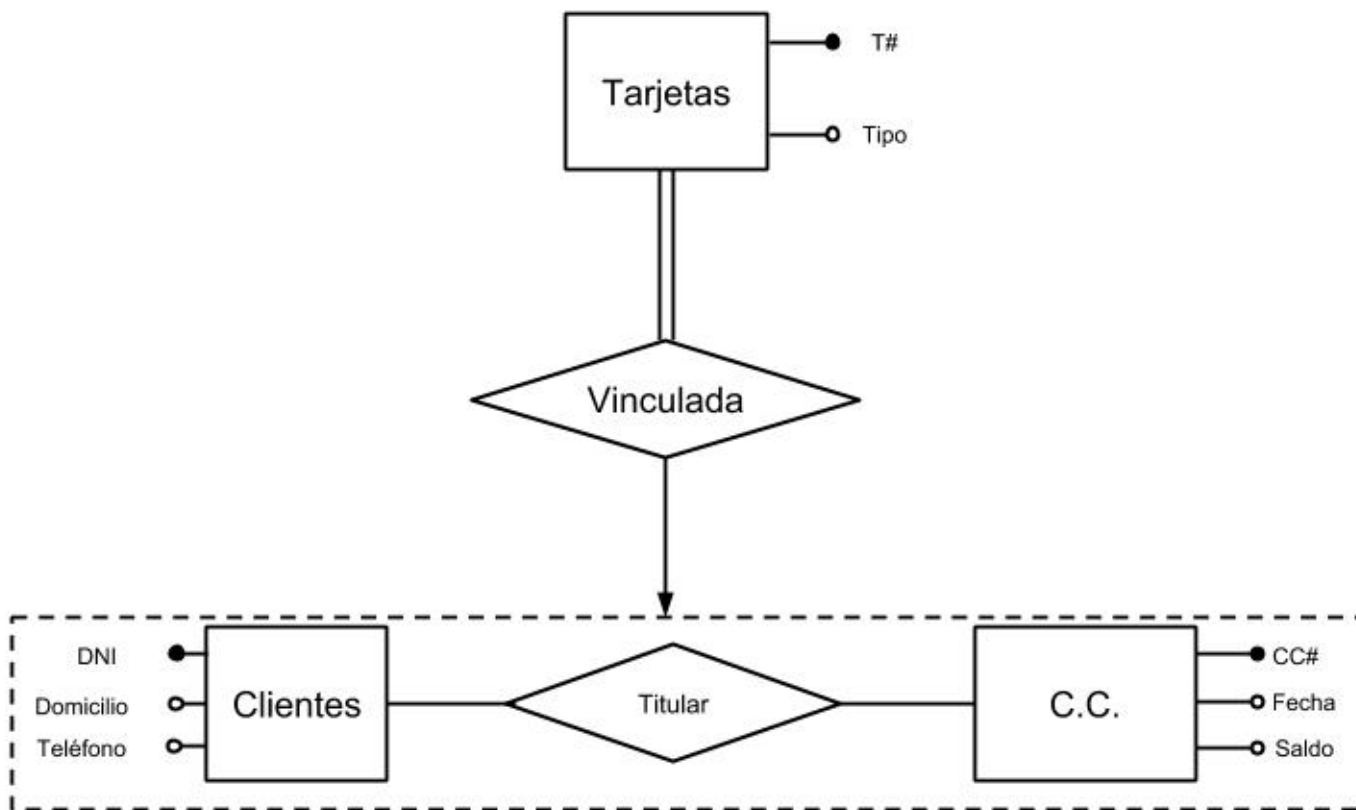 T#
Tarjetas
Tipo
Vinculada
DNI
Domicilio
Teléfono
Clientes
Titular
C.C.
CC#
Fecha
Saldo